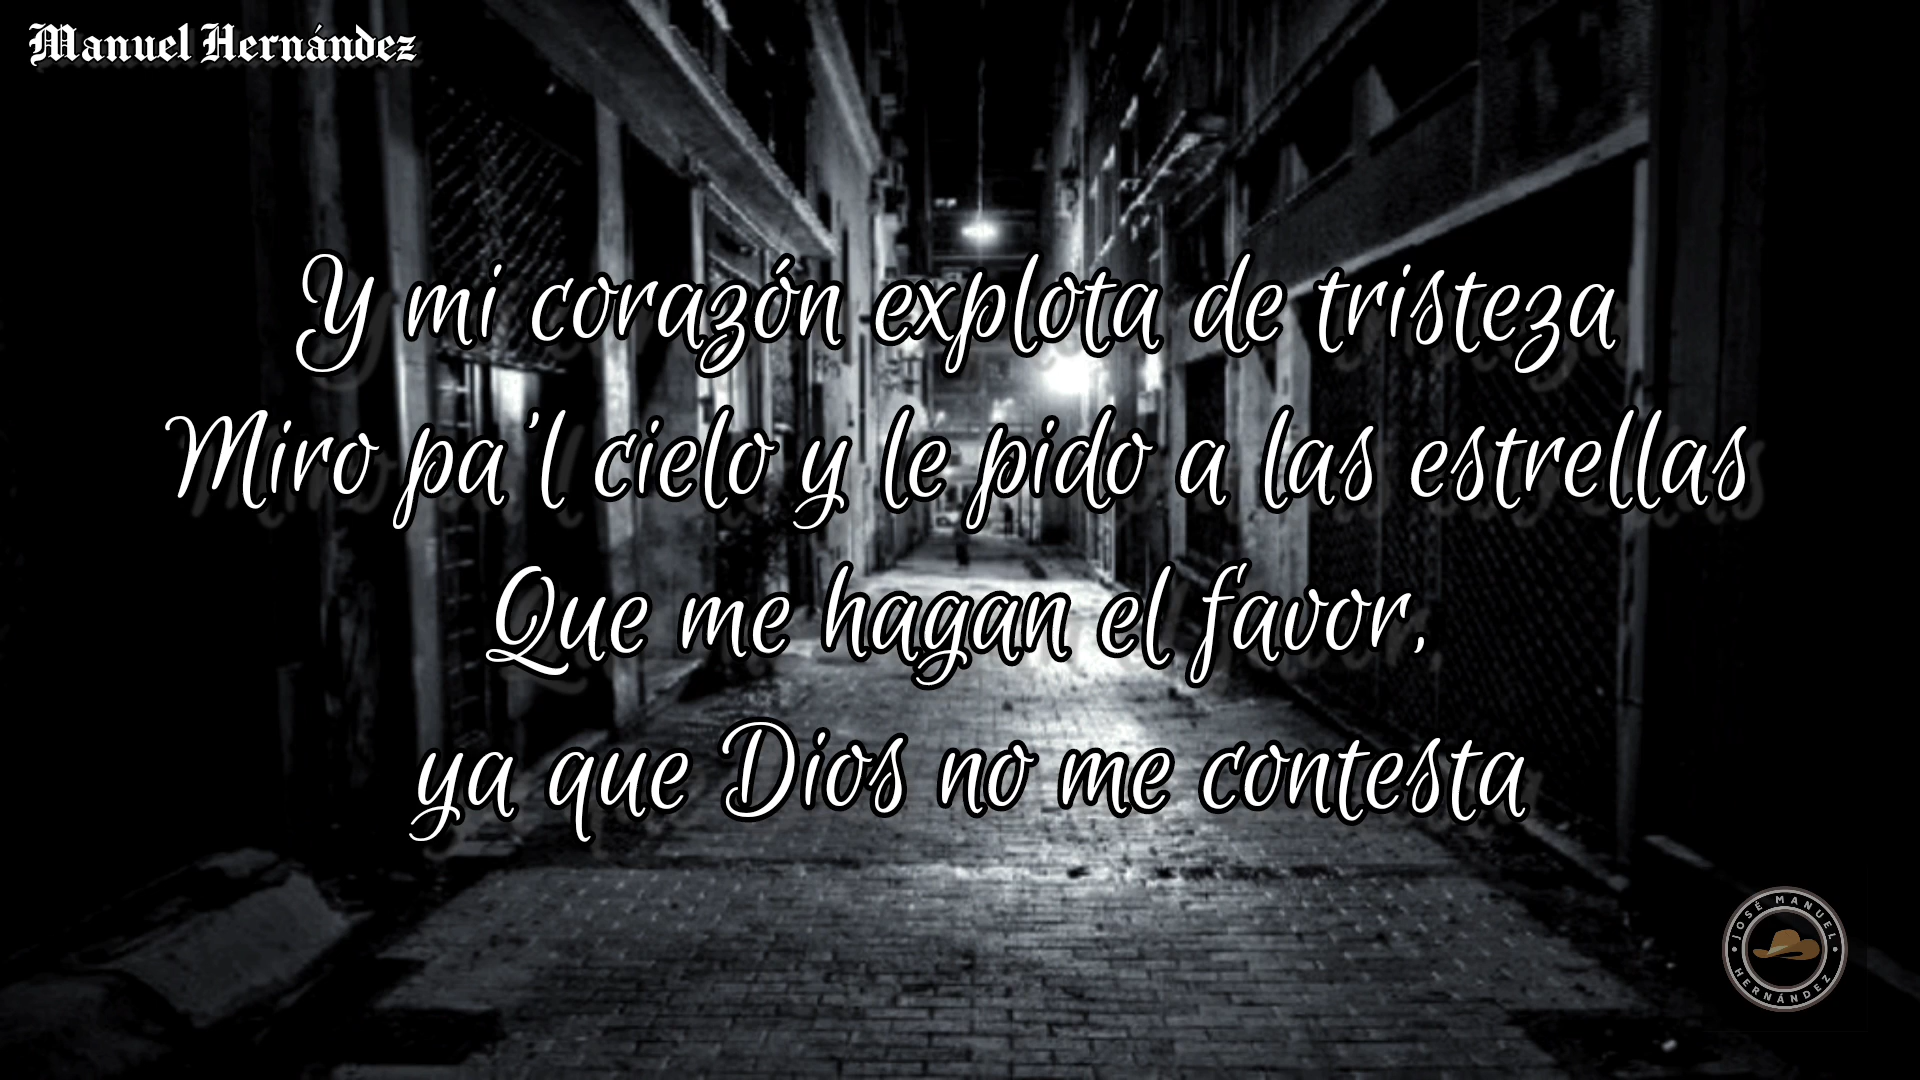 Manuel Hernández
Y mi corazón explota de tristeza
Miro pa'l cielo y le pido a las estrellas
Que me hagan el favor,
ya que Dios no me contesta
JOSÉ MANUEL
HERNÁNDEZ